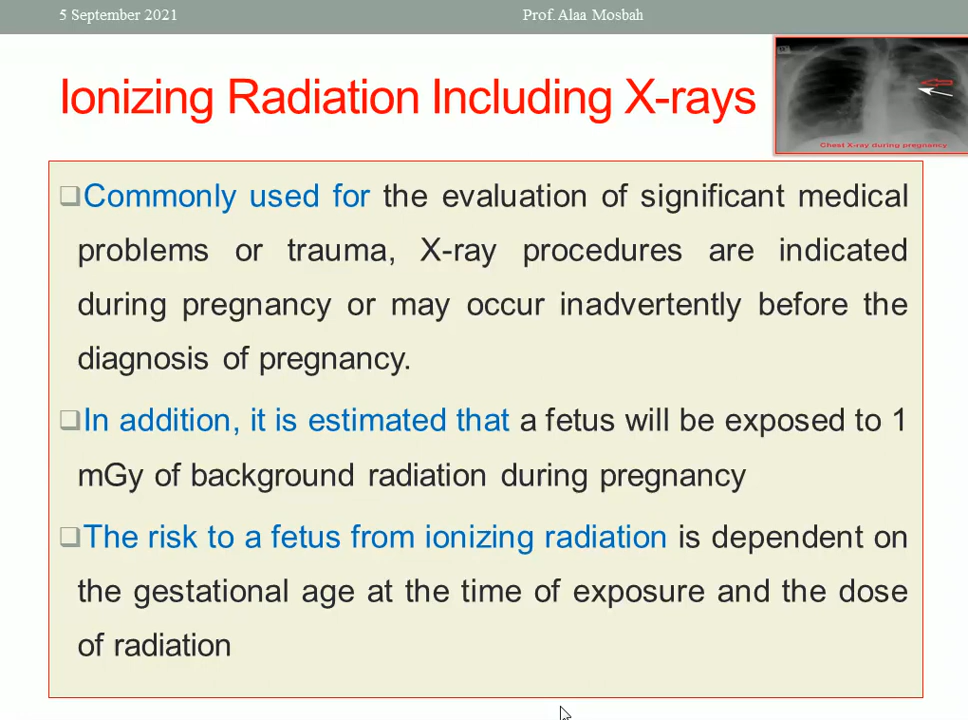 5 September 2021 Prof. Alaa Mosbah
Ionizing Radiation Including X-rays
Chest X-ray during pregnancy
Commonly used for the evaluation of significant medical
problems or trauma, X-ray procedures are indicated
during pregnancy or may occur inadvertently before the
diagnosis of pregnancy.
In addition, it is estimated that a fetus will be exposed to 1
mGy of background radiation during pregnancy
The risk to a fetus from ionizing radiation is dependent on
the gestational age at the time of exposure and the dose
of radiation